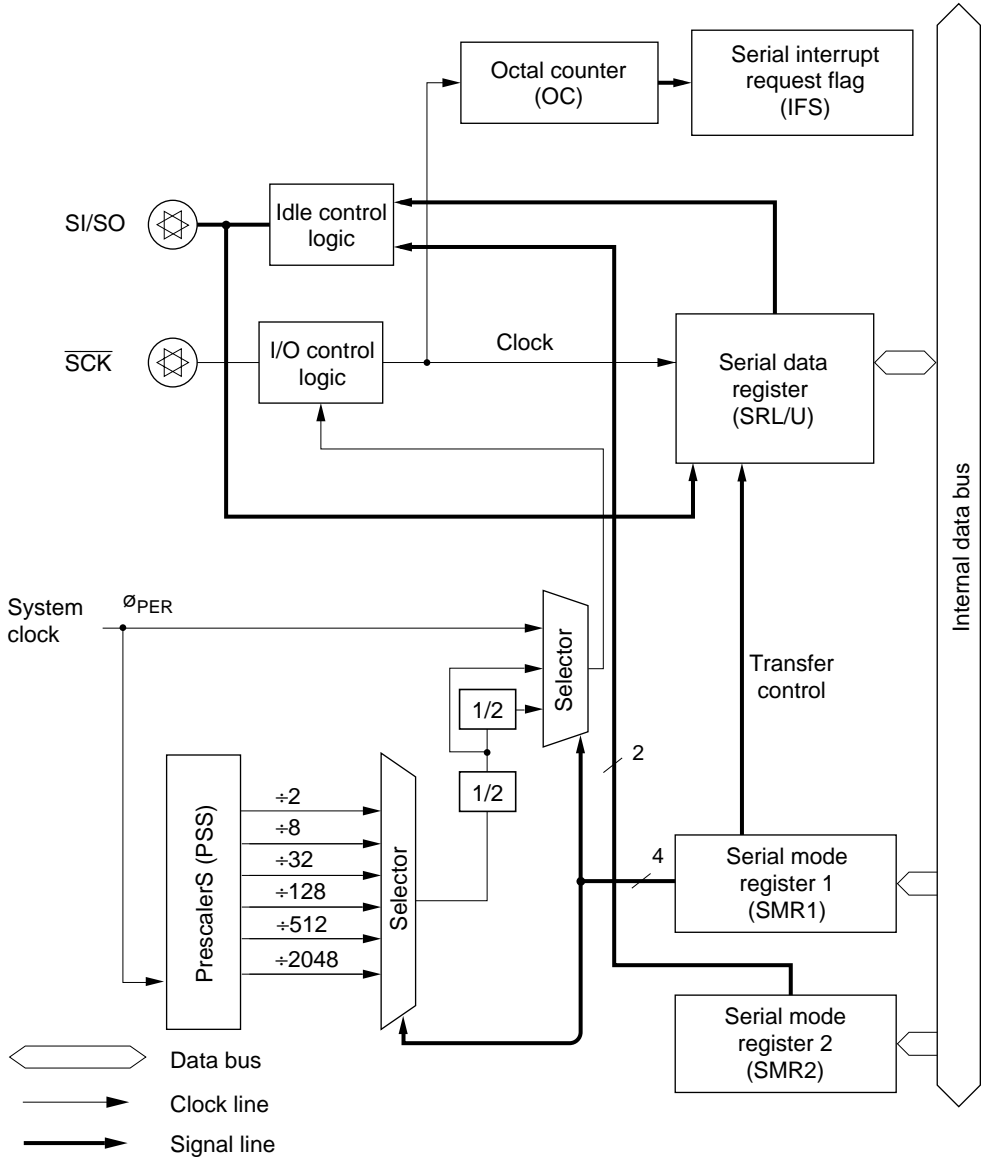 Octal counter
(OC)
Serial interrupt
request flag
(IFS)
SI/SO
Idle control
logic
SCK
I/O control
logic
Clock
Serial data
register
(SRL/U)
Internal data bus
System
clock
øPER
Selector
Transfer
control
1/2
1/2
2
PrescalerS (PSS)
÷2
÷8
÷32
÷128
÷512
÷2048
Selector
4
Serial mode
register 1
(SMR1)
Serial mode
register 2
(SMR2)
Data bus
Clock line
Signal line